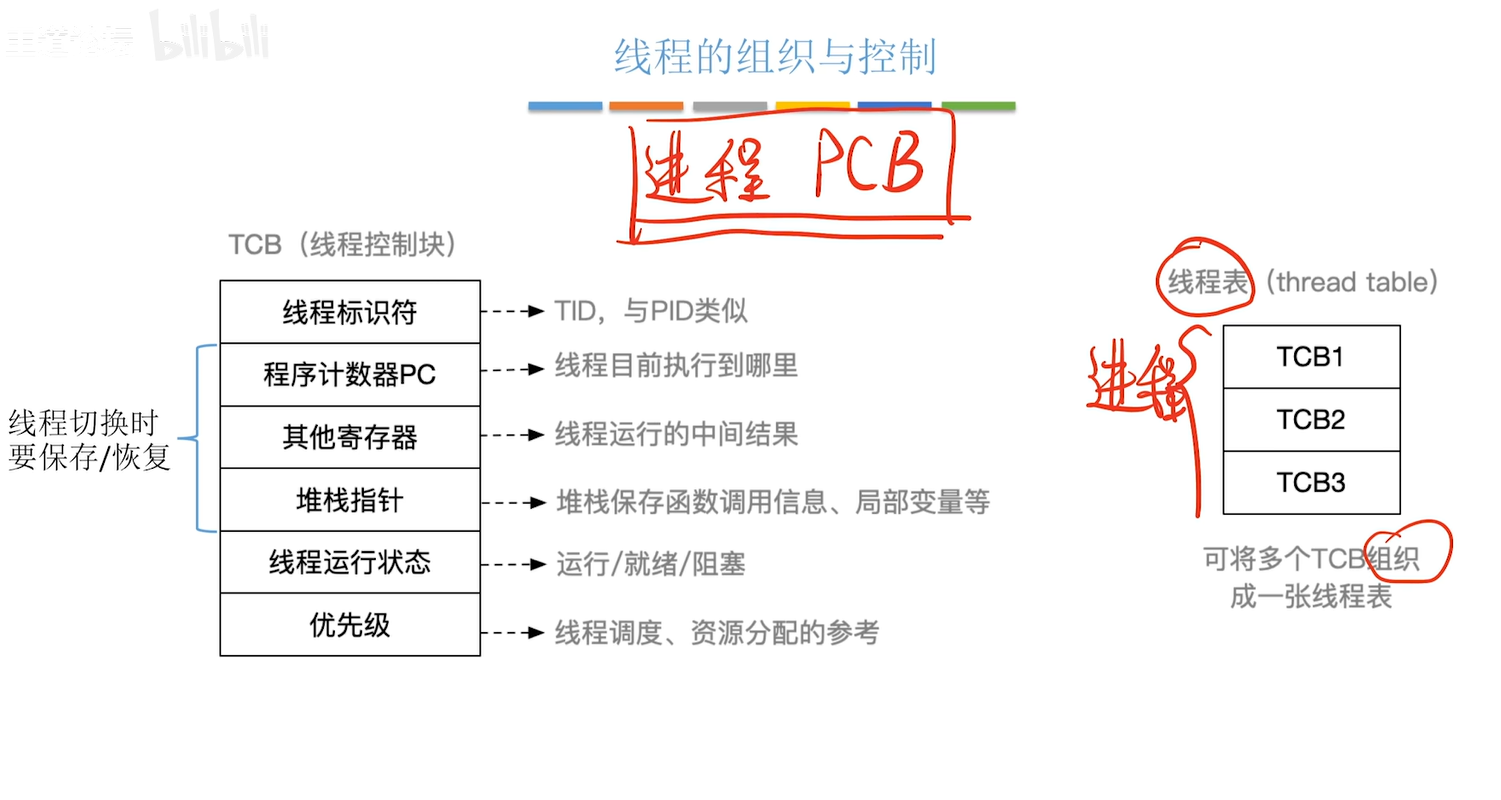 bilibili
线程的组织与控制
进程 PCB
TCB（线程控制块）
线程标识符
TID，与PID类似
程序计数器PC
线程目前执行到哪里
其他寄存器
线程运行的中间结果
堆栈指针
堆栈保存函数调用信息、局部变量等
线程运行状态
运行/就绪/阻塞
优先级
线程调度、资源分配的参考
线程切换时
要保存/恢复
线程表（thread table）
进程
TCB1
TCB2
TCB3
可将多个TCB组织
成一张线程表